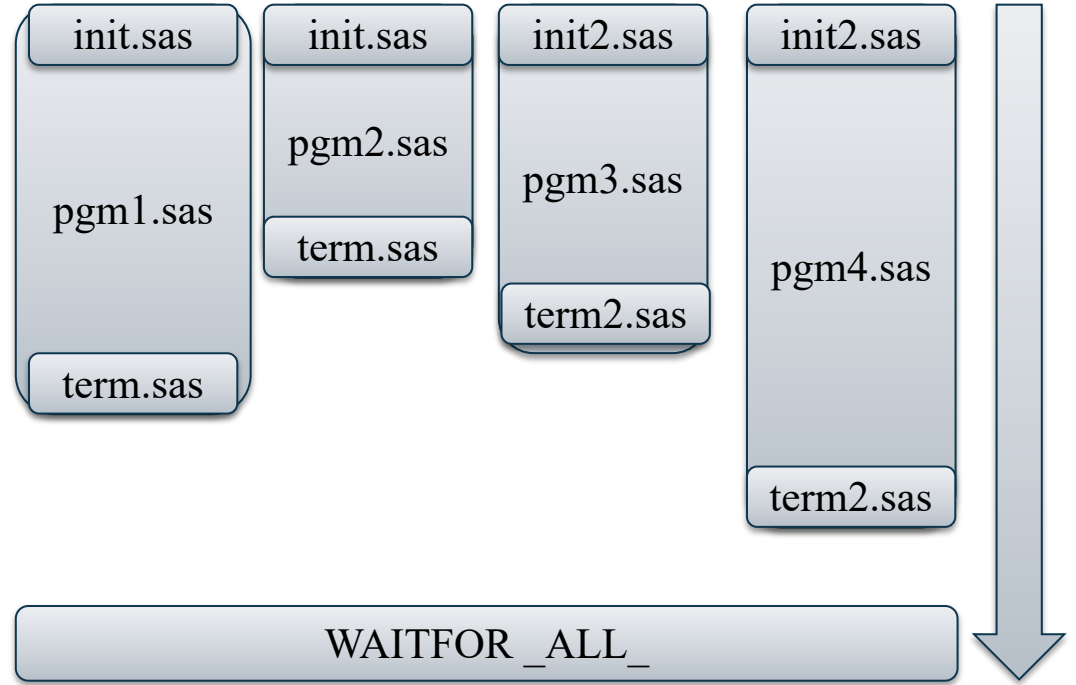 init.sas
init.sas
init2.sas
init2.sas
pgm1.sas
pgm2.sas
pgm3.sas
pgm4.sas
term.sas
term.sas
term2.sas
term2.sas
WAITFOR _ALL_